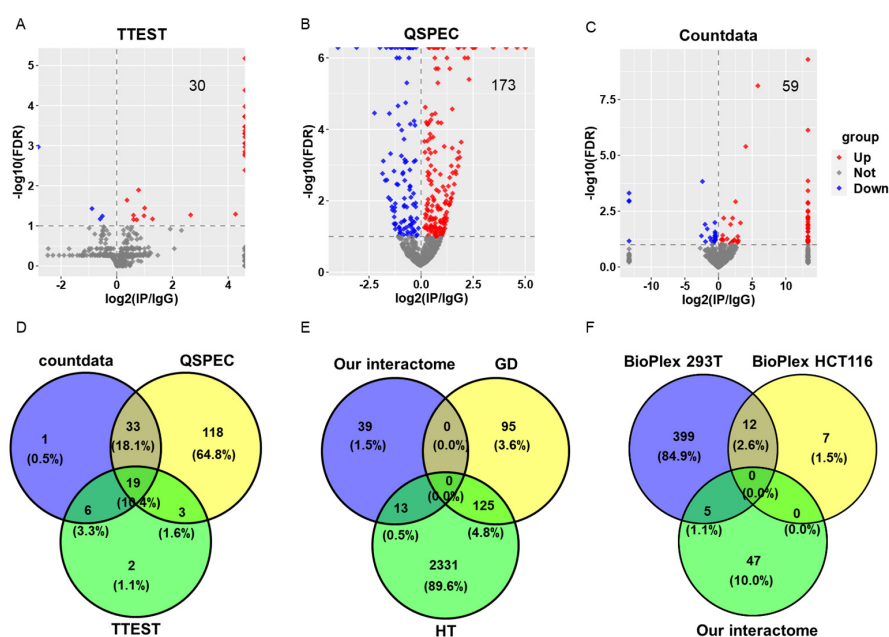 A
TTEST
30
-log10(FDR)
5
4
3
2
1
0
-2
0
2
4
log2(IP/IgG)
B
QSPEC
173
-log10(FDR)
6
4
2
0
-5.0
-2.5
0.0
2.5
5.0
log2(IP/IgG)
C
Countdata
59
-log10(FDR)
7.5
5.0
2.5
0.0
-10
-5
0
5
10
log2(IP/IgG)
group
Up
Not
Down
D
countdata
QSPEC
1
(0.5%)
33
(18.1%)
118
(64.8%)
19
(10.4%)
6
(3.3%)
3
(1.6%)
2
(1.1%)
TTEST
E
Our interactome
GD
39
(1.5%)
0
(0.0%)
95
(3.6%)
0
(0.0%)
13
(0.5%)
125
(4.8%)
2331
(89.6%)
HT
F
BioPlex 293T
BioPlex HCT116
399
(84.9%)
12
(2.6%)
7
(1.5%)
0
(0.0%)
5
(1.1%)
0
(0.0%)
47
(10.0%)
Our interactome